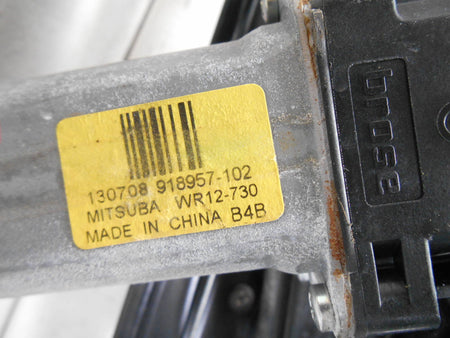 130708 918957-102
MITSUBA WR12-730
MADE IN CHINA B4B
brose